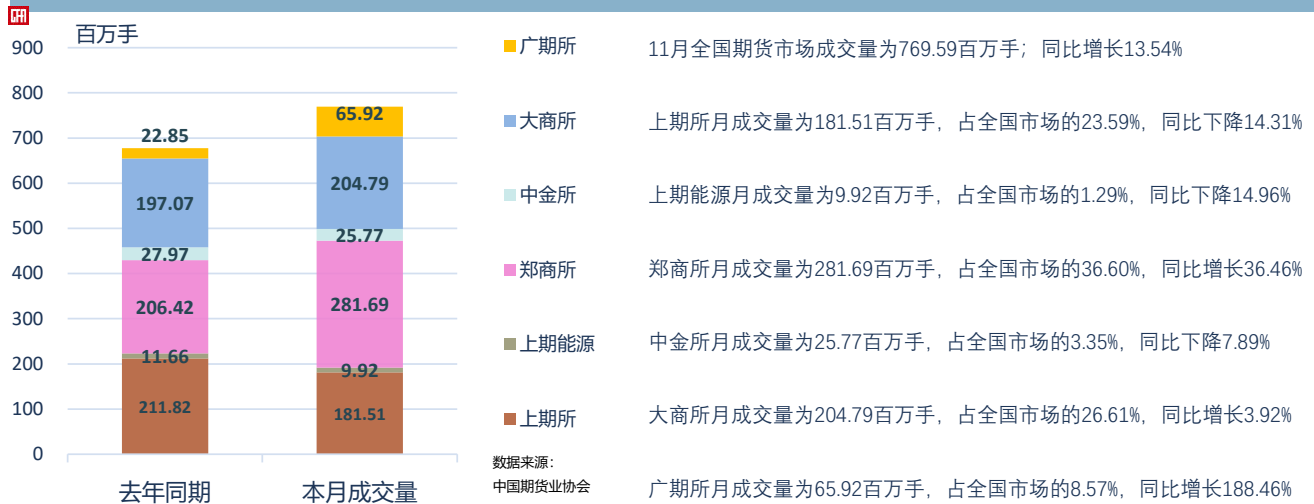 CFA
百万手
900
800
700
600
500
400
300
200
100
0
22.85
197.07
27.97
206.42
11.66
211.82
65.92
204.79
25.77
281.69
9.92
181.51
去年同期
本月成交量
广期所
大商所
中金所
郑商所
上期能源
上期所
数据来源：
中国期货业协会
11月全国期货市场成交量为769.59百万手；同比增长13.54%
上期所月成交量为181.51百万手，占全国市场的23.59%，同比下降14.31%
上期能源月成交量为9.92百万手，占全国市场的1.29%，同比下降14.96%
郑商所月成交量为281.69百万手，占全国市场的36.60%，同比增长36.46%
中金所月成交量为25.77百万手，占全国市场的3.35%，同比下降7.89%
大商所月成交量为204.79百万手，占全国市场的26.61%，同比增长3.92%
广期所月成交量为65.92百万手，占全国市场的8.57%，同比增长188.46%